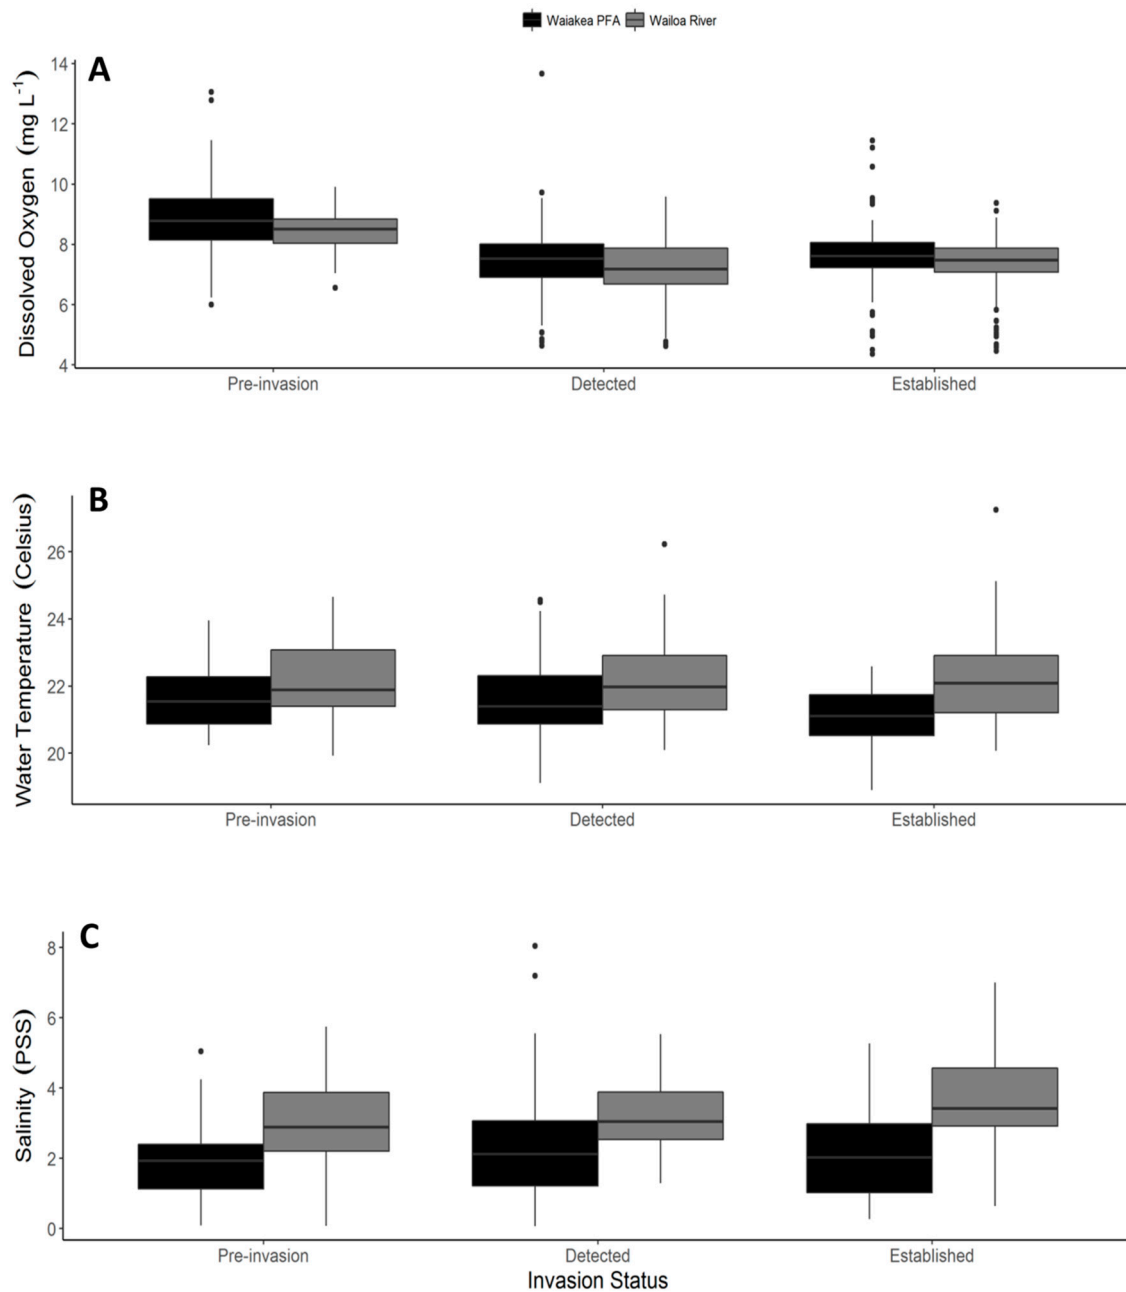 Waiakea PFA Wailoa River
A
Dissolved Oxygen (mg L⁻¹)
14
12
10
8
6
4
Pre-invasion Detected Established
B
Water Temperature (Celsius)
26
24
22
20
Pre-invasion Detected Established
C
Salinity (PSS)
8
6
4
2
0
Pre-invasion Detected Established
Invasion Status